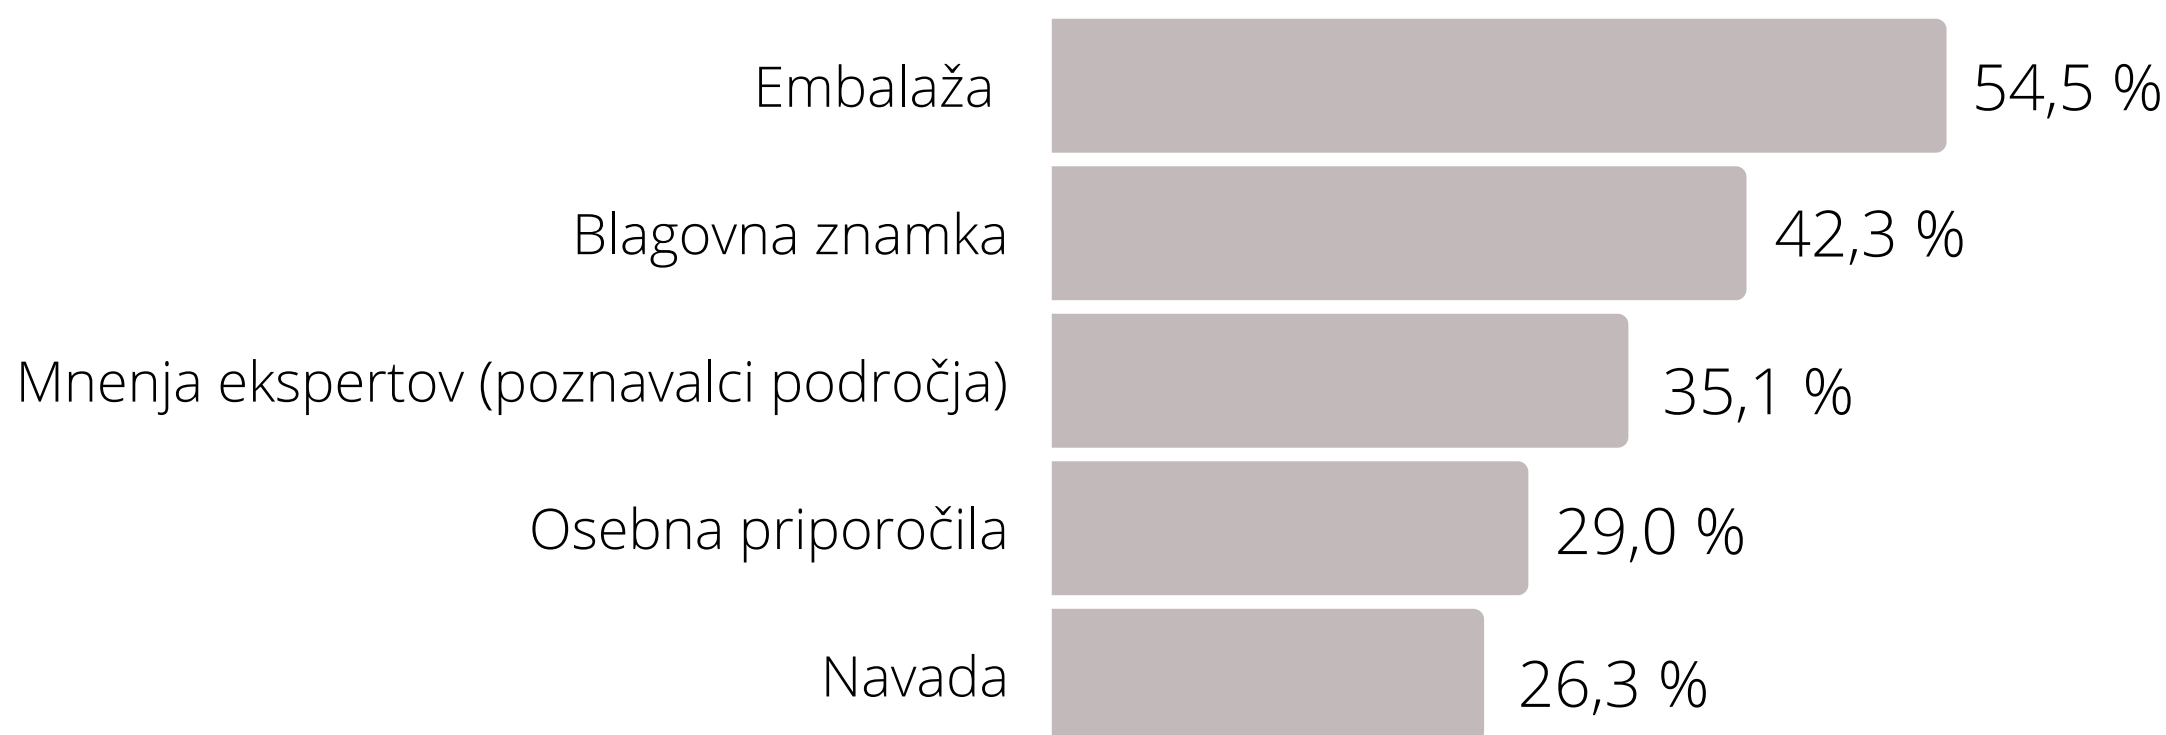 Embalaža 54,5 %
Blagovna znamka 42,3 %
Mnenja ekspertov (poznavalci področja) 35,1 %
Osebna priporočila 29,0 %
Navada 26,3 %